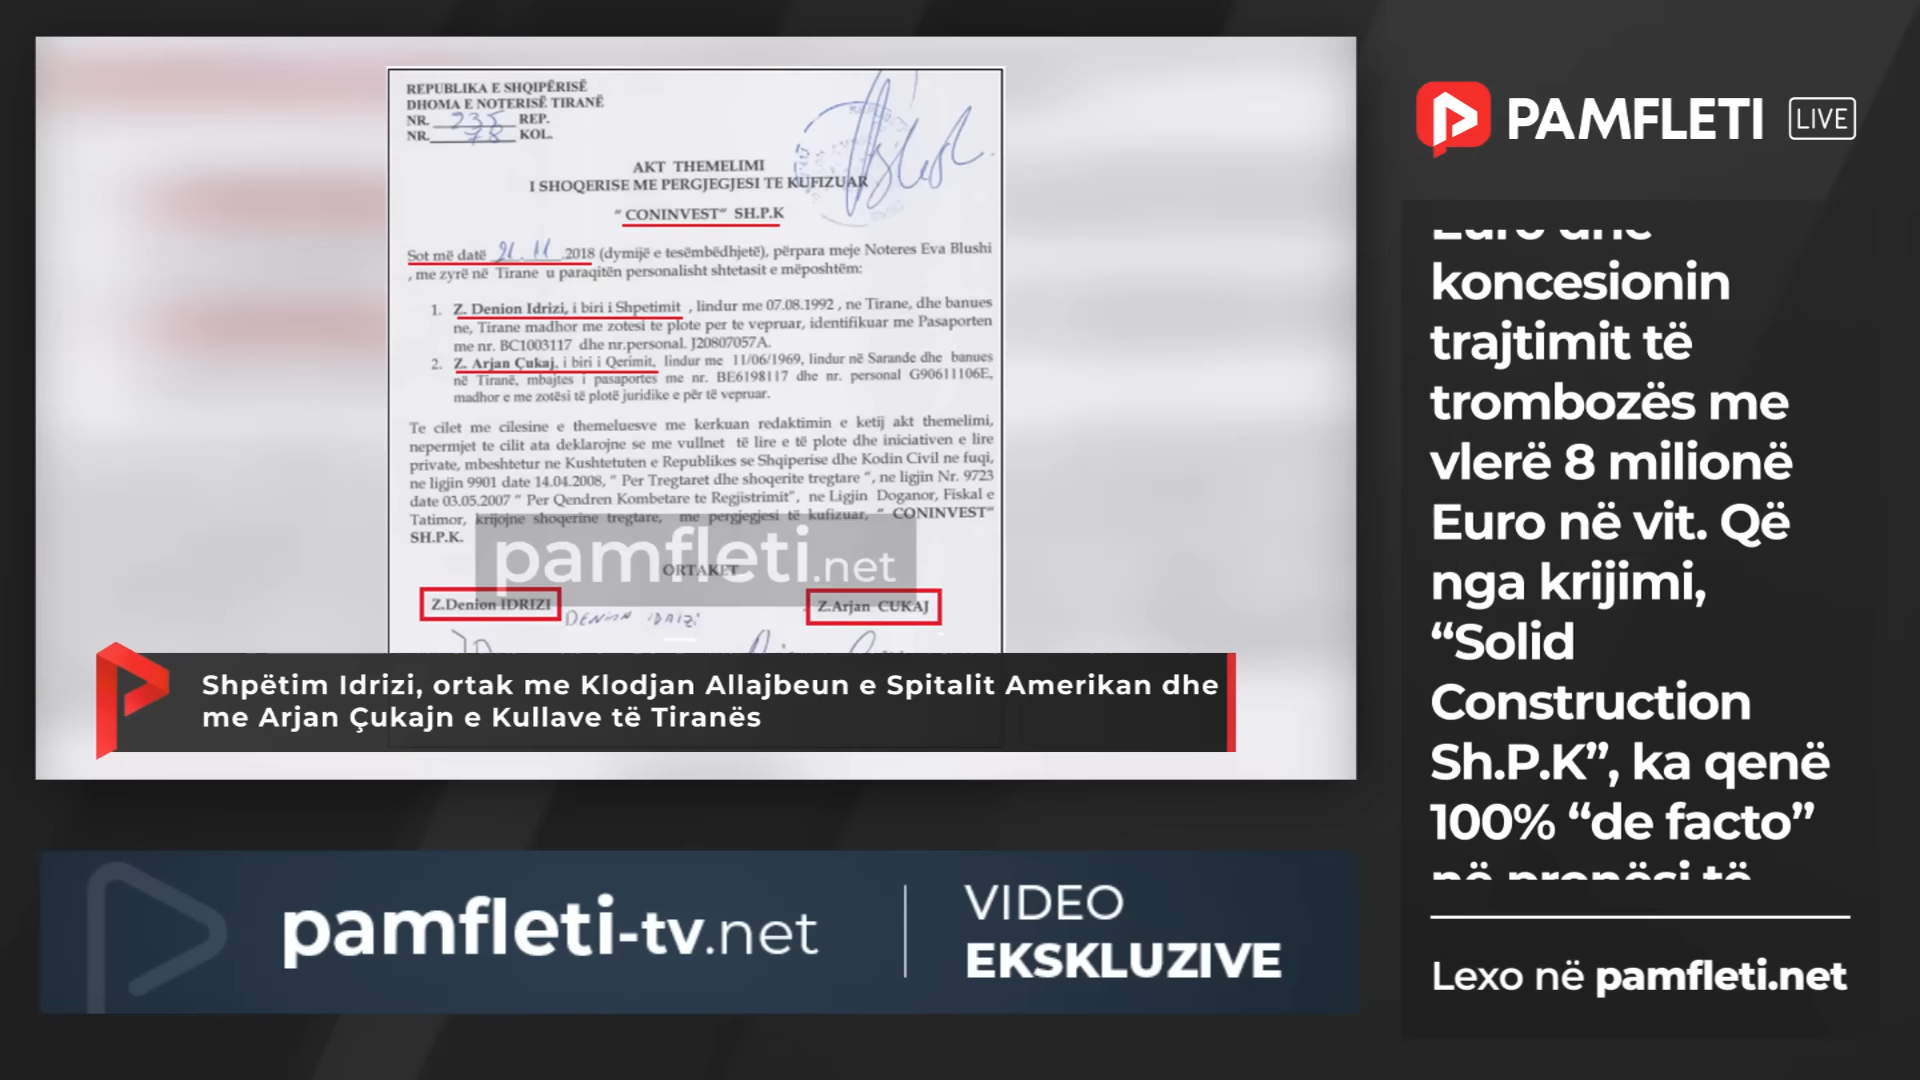 REPUBLIKA E SHQIPËRISË
DHOMA E NOTERISË TIRANË
NR. 235 REP.
NR. 78 KOL.
AKT THEMELIMI
I SHOQERISE ME PERGJEGJESI TE KUFIZUAR
“ CONINVEST“ SH.P.K
Sot më datë 21.11.2018 (dymijë e tesëmbëdhjetë), përpara meje Noteres Eva Blushi
, me zyrë në Tirane u paraqitën personalisht shtetasit e mëposhtëm:
1. Z. Denion Idrizi, i biri i Shpetimit , lindur me 07.08.1992 , ne Tirane, dhe banues
ne, Tirane madhor me zotesi te plote per te vepruar, identifikuar me Pasaporten
me nr. BC1003117 dhe nr.personal. J20807057A.
2. Z. Arjan Çukaj, i biri i Qerimit, lindur me 11/06/1969, lindur në Sarande dhe banues
në Tiranë, mbajtes i pasaportes me nr. BE6198117 dhe nr. personal G90611106E,
madhor e me zotësi të plotë juridike e për të vepruar.
Te cilet me cilesine e themeluesve me kerkuan redaktimin e ketij akt themelimi,
nepermjet te cilit ata deklarojne se me vullnet të lire e të plote dhe iniciativen e lire
private, mbeshtetur ne Kushtetuten e Republikes se Shqiperise dhe Kodin Civil ne fuqi,
ne ligjin 9901 date 14.04.2008, “ Per Tregtaret dhe shoqerite tregtare “, ne ligjin Nr. 9723
date 03.05.2007 “ Per Qendren Kombetare te Regjistrimit”, ne Ligjin Doganor, Fiskal e
Tatimor, krijojne shoqerine tregtare, me pergjegjesi të kufizuar, “ CONINVEST“
SH.P.K.
pamfleti.net
ORTAKET
Z.Denion IDRIZI DENION IDRIZI Z.Arjan CUKAJ
Shpëtim Idrizi, ortak me Klodjan Allajbeun e Spitalit Amerikan dhe
me Arjan Çukajn e Kullave të Tiranës
pamfleti-tv.net
VIDEO
EKSKLUZIVE
PAMFLETI LIVE
Euro dhe
koncesionin
trajtimit të
trombozës me
vlerë 8 milionë
Euro në vit. Që
nga krijimi,
“Solid
Construction
Sh.P.K”, ka qenë
100% “de facto”
në pronësi të
Lexo në pamfleti.net